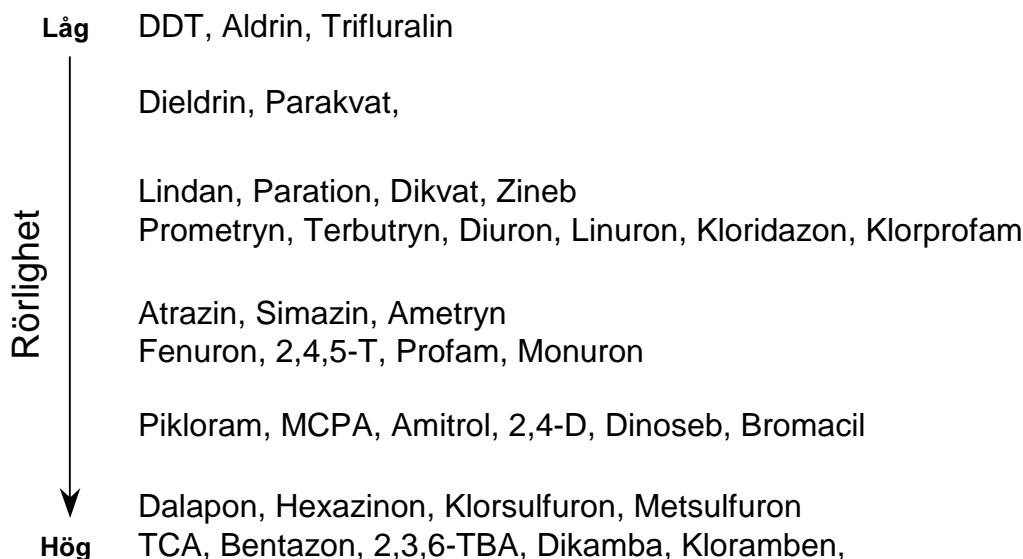 Låg DDT, Aldrin, Trifluralin
Dieldrin, Parakvat,
Lindan, Paration, Dikvat, Zineb
Prometryn, Terbutryn, Diuron, Linuron, Kloridazon, Klorprofam
Rörlighet
Atrazin, Simazin, Ametryn
Fenuron, 2,4,5-T, Profam, Monuron
Pikloram, MCPA, Amitrol, 2,4-D, Dinoseb, Bromacil
Dalapon, Hexazinon, Klorsulfuron, Metsulfuron
Hög TCA, Bentazon, 2,3,6-TBA, Dikamba, Kloramben,